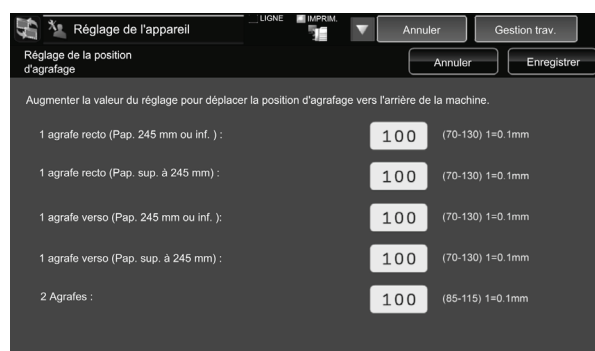 LIGNE IMPRIM.
Réglage de l'appareil Annuler Gestion trav.
Réglage de la position
d'agrafage
Annuler Enregistrer
Augmenter la valeur du réglage pour déplacer la position d'agrafage vers l'arrière de la machine.
1 agrafe recto (Pap. 245 mm ou inf. ) : 100 (70-130) 1=0.1mm
1 agrafe recto (Pap. sup. à 245 mm) : 100 (70-130) 1=0.1mm
1 agrafe verso (Pap. 245 mm ou inf. ): 100 (70-130) 1=0.1mm
1 agrafe verso (Pap. sup. á 245 mm) : 100 (70-130) 1=0.1mm
2 Agrafes : 100 (85-115) 1=0.1mm